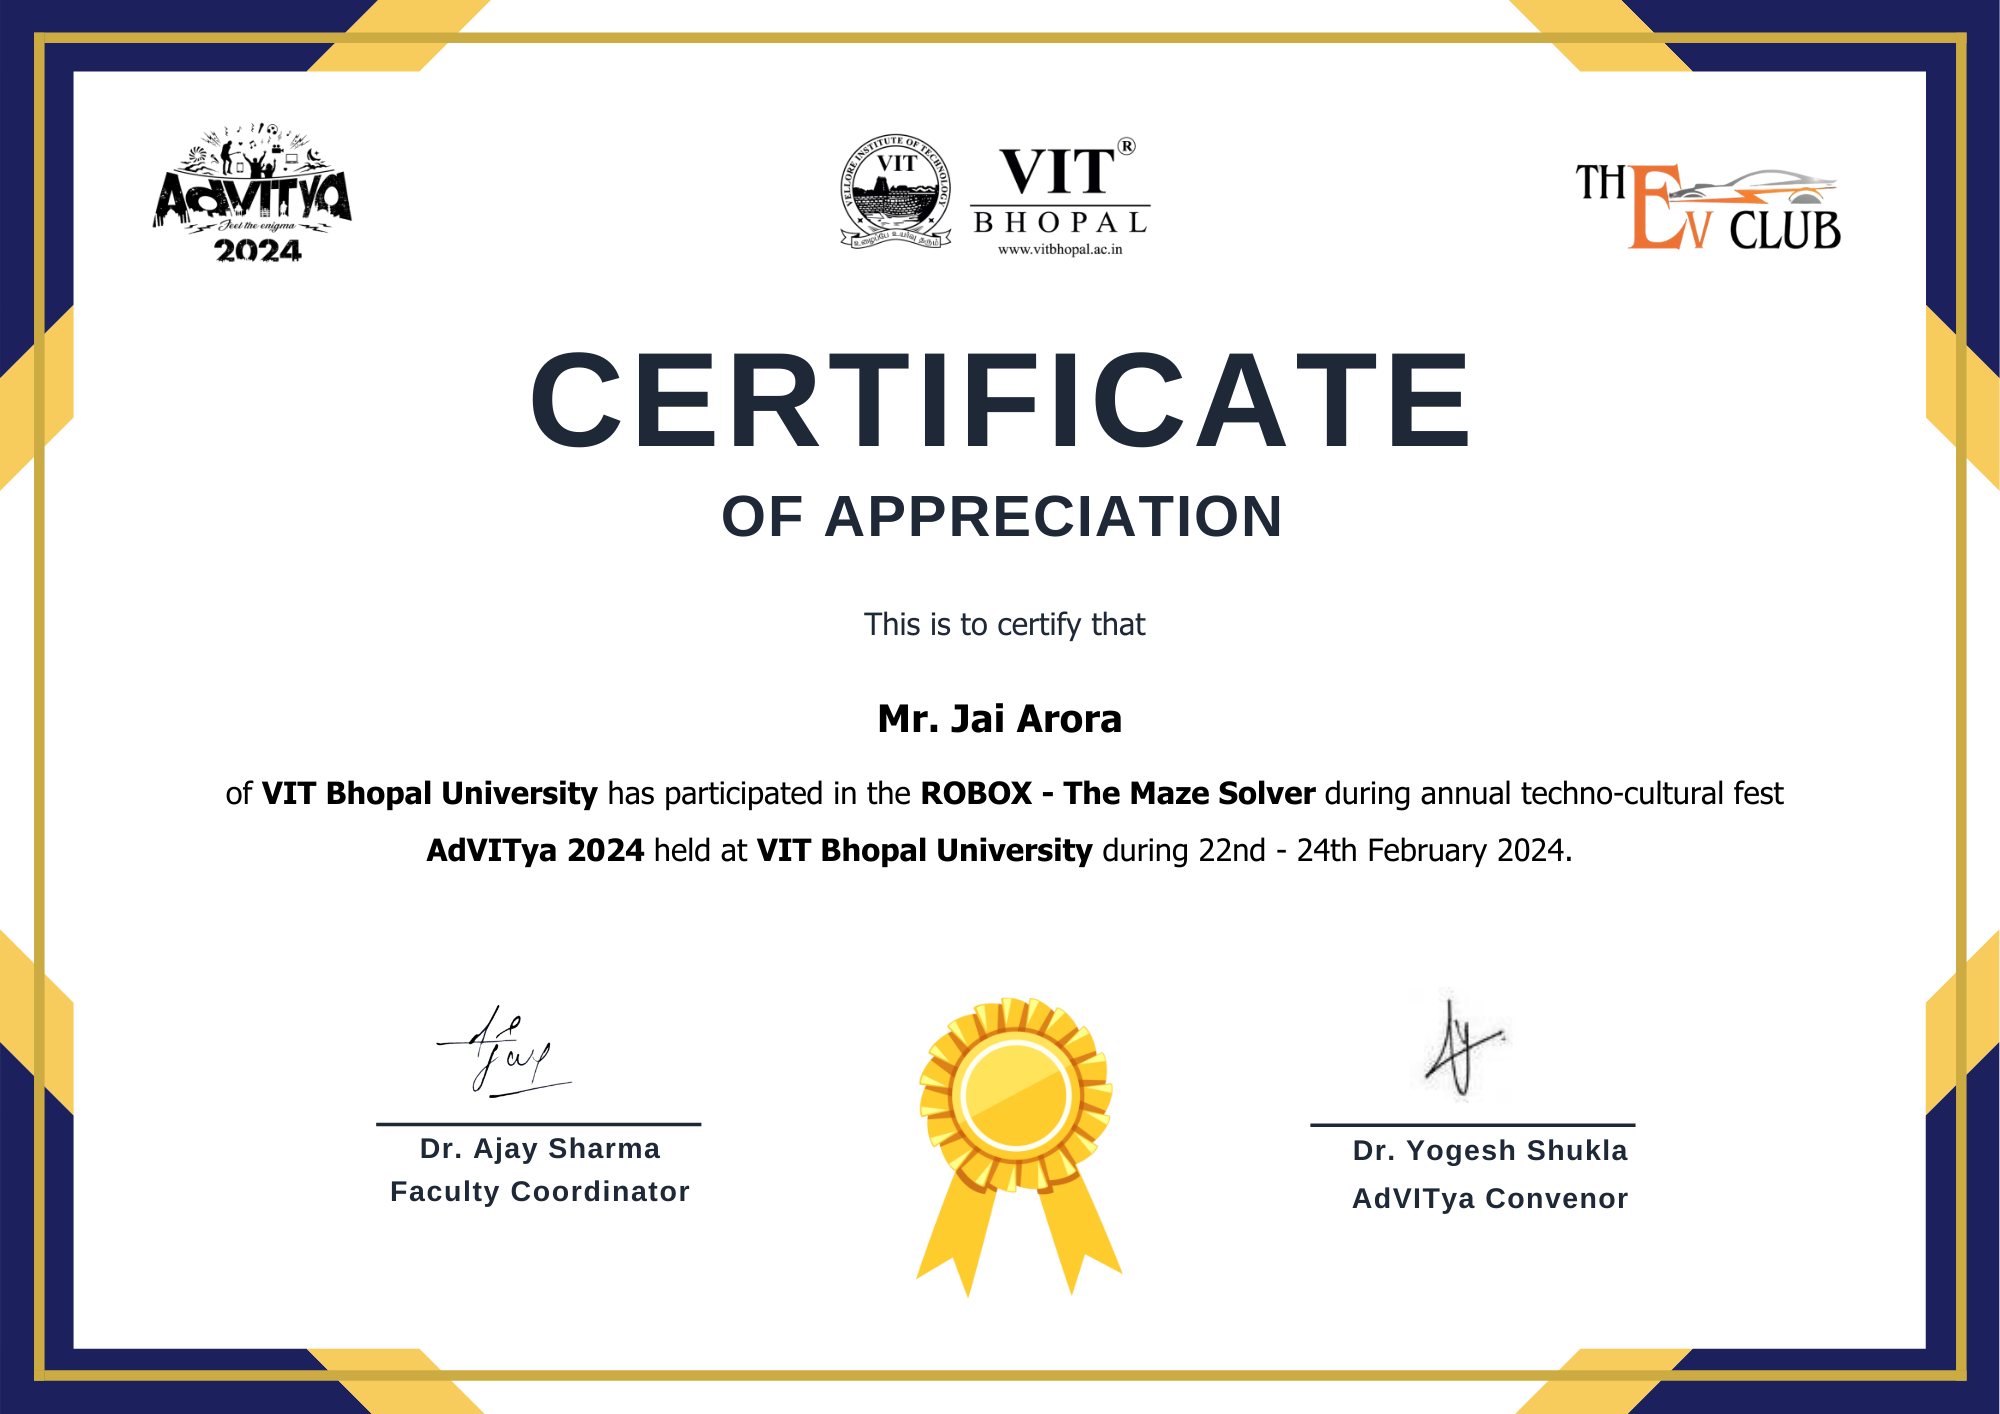 AdVITya
Feel the enigma
2024
VELLORE INSTITUTE OF TECHNOLOGY
VIT
VIT®
BHOPAL
www.vitbhopal.ac.in
THE EV CLUB
CERTIFICATE
OF APPRECIATION
This is to certify that
Mr. Jai Arora
of VIT Bhopal University has participated in the ROBOX - The Maze Solver during annual techno-cultural fest
AdVITya 2024 held at VIT Bhopal University during 22nd - 24th February 2024.
Ajay
Dr. Ajay Sharma
Faculty Coordinator
Dr. Yogesh Shukla
AdVITya Convenor